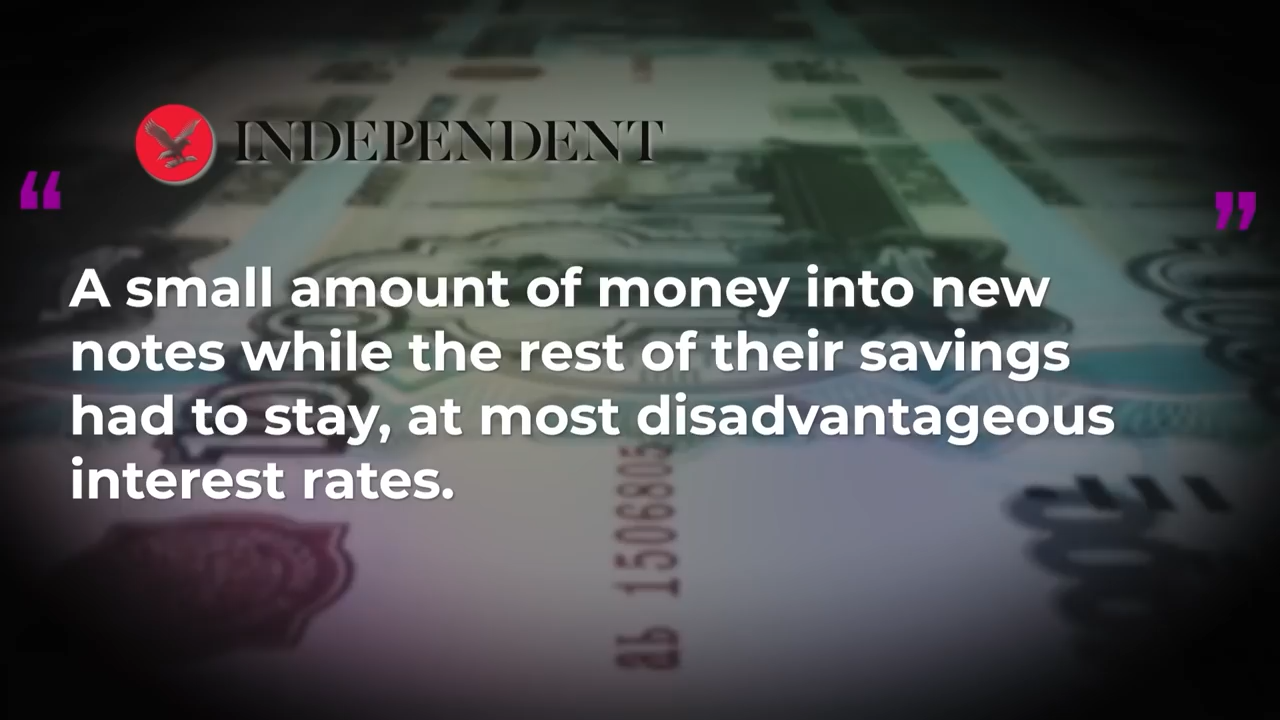 INDEPENDENT
“
”
A small amount of money into new
notes while the rest of their savings
had to stay, at most disadvantageous
interest rates.
1506805